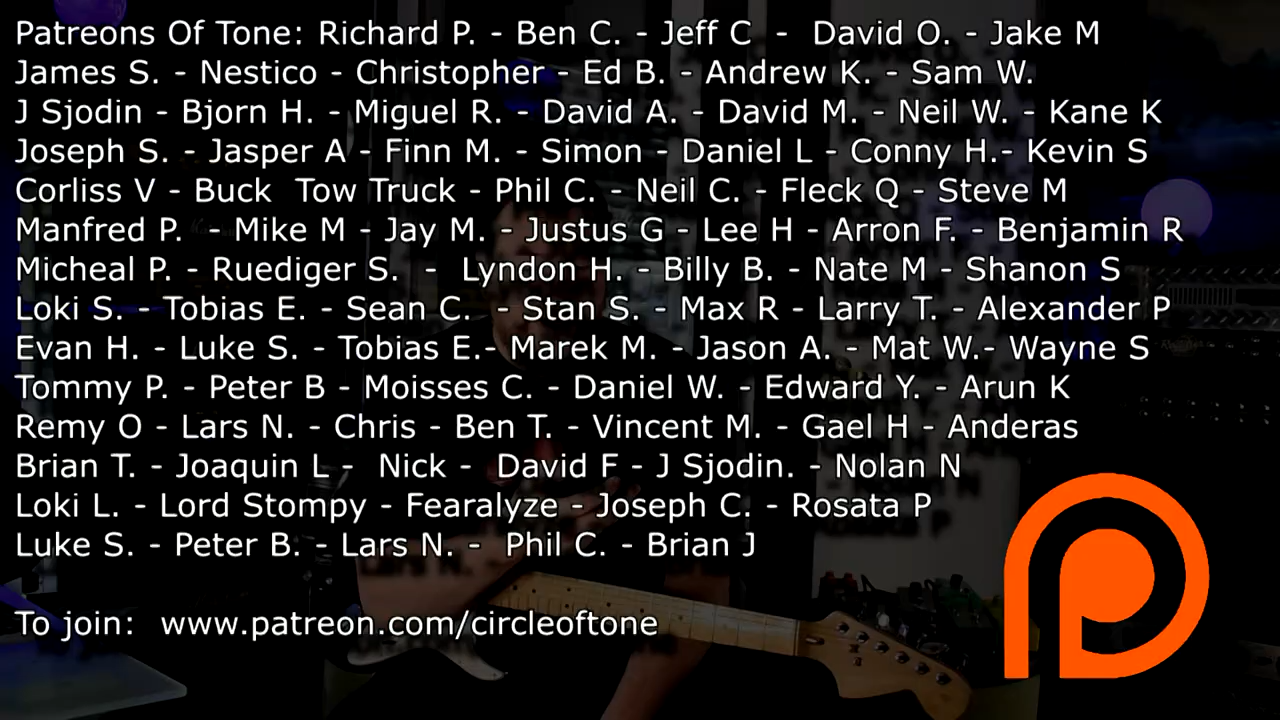 Patreons Of Tone: Richard P. - Ben C. - Jeff C - David O. - Jake M
James S. - Nestico - Christopher - Ed B. - Andrew K. - Sam W.
J Sjodin - Bjorn H. - Miguel R. - David A. - David M. - Neil W. - Kane K
Joseph S. - Jasper A - Finn M. - Simon - Daniel L - Conny H.- Kevin S
Corliss V - Buck Tow Truck - Phil C. - Neil C. - Fleck Q - Steve M
Manfred P. - Mike M - Jay M. - Justus G - Lee H - Arron F. - Benjamin R
Micheal P. - Ruediger S. - Lyndon H. - Billy B. - Nate M - Shanon S
Loki S. - Tobias E. - Sean C. - Stan S. - Max R - Larry T. - Alexander P
Evan H. - Luke S. - Tobias E.- Marek M. - Jason A. - Mat W.- Wayne S
Tommy P. - Peter B - Moisses C. - Daniel W. - Edward Y. - Arun K
Remy O - Lars N. - Chris - Ben T. - Vincent M. - Gael H - Anderas
Brian T. - Joaquin L - Nick - David F - J Sjodin. - Nolan N
Loki L. - Lord Stompy - Fearalyze - Joseph C. - Rosata P
Luke S. - Peter B. - Lars N. - Phil C. - Brian J
To join: www.patreon.com/circleoftone